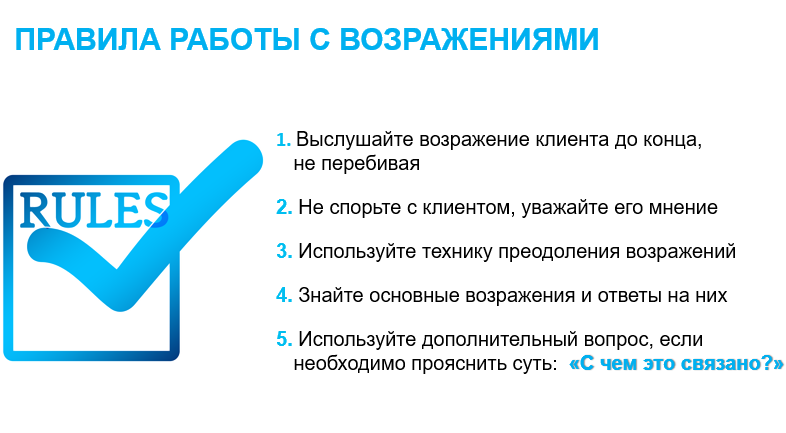 ПРАВИЛА РАБОТЫ С ВОЗРАЖЕНИЯМИ
RULES
1. Выслушайте возражение клиента до конца,
не перебивая
2. Не спорьте с клиентом, уважайте его мнение
3. Используйте технику преодоления возражений
4. Знайте основные возражения и ответы на них
5. Используйте дополнительный вопрос, если
необходимо прояснить суть: «С чем это связано?»